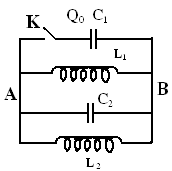 K Q₀ C₁
L₁
A B
C₂
L₂